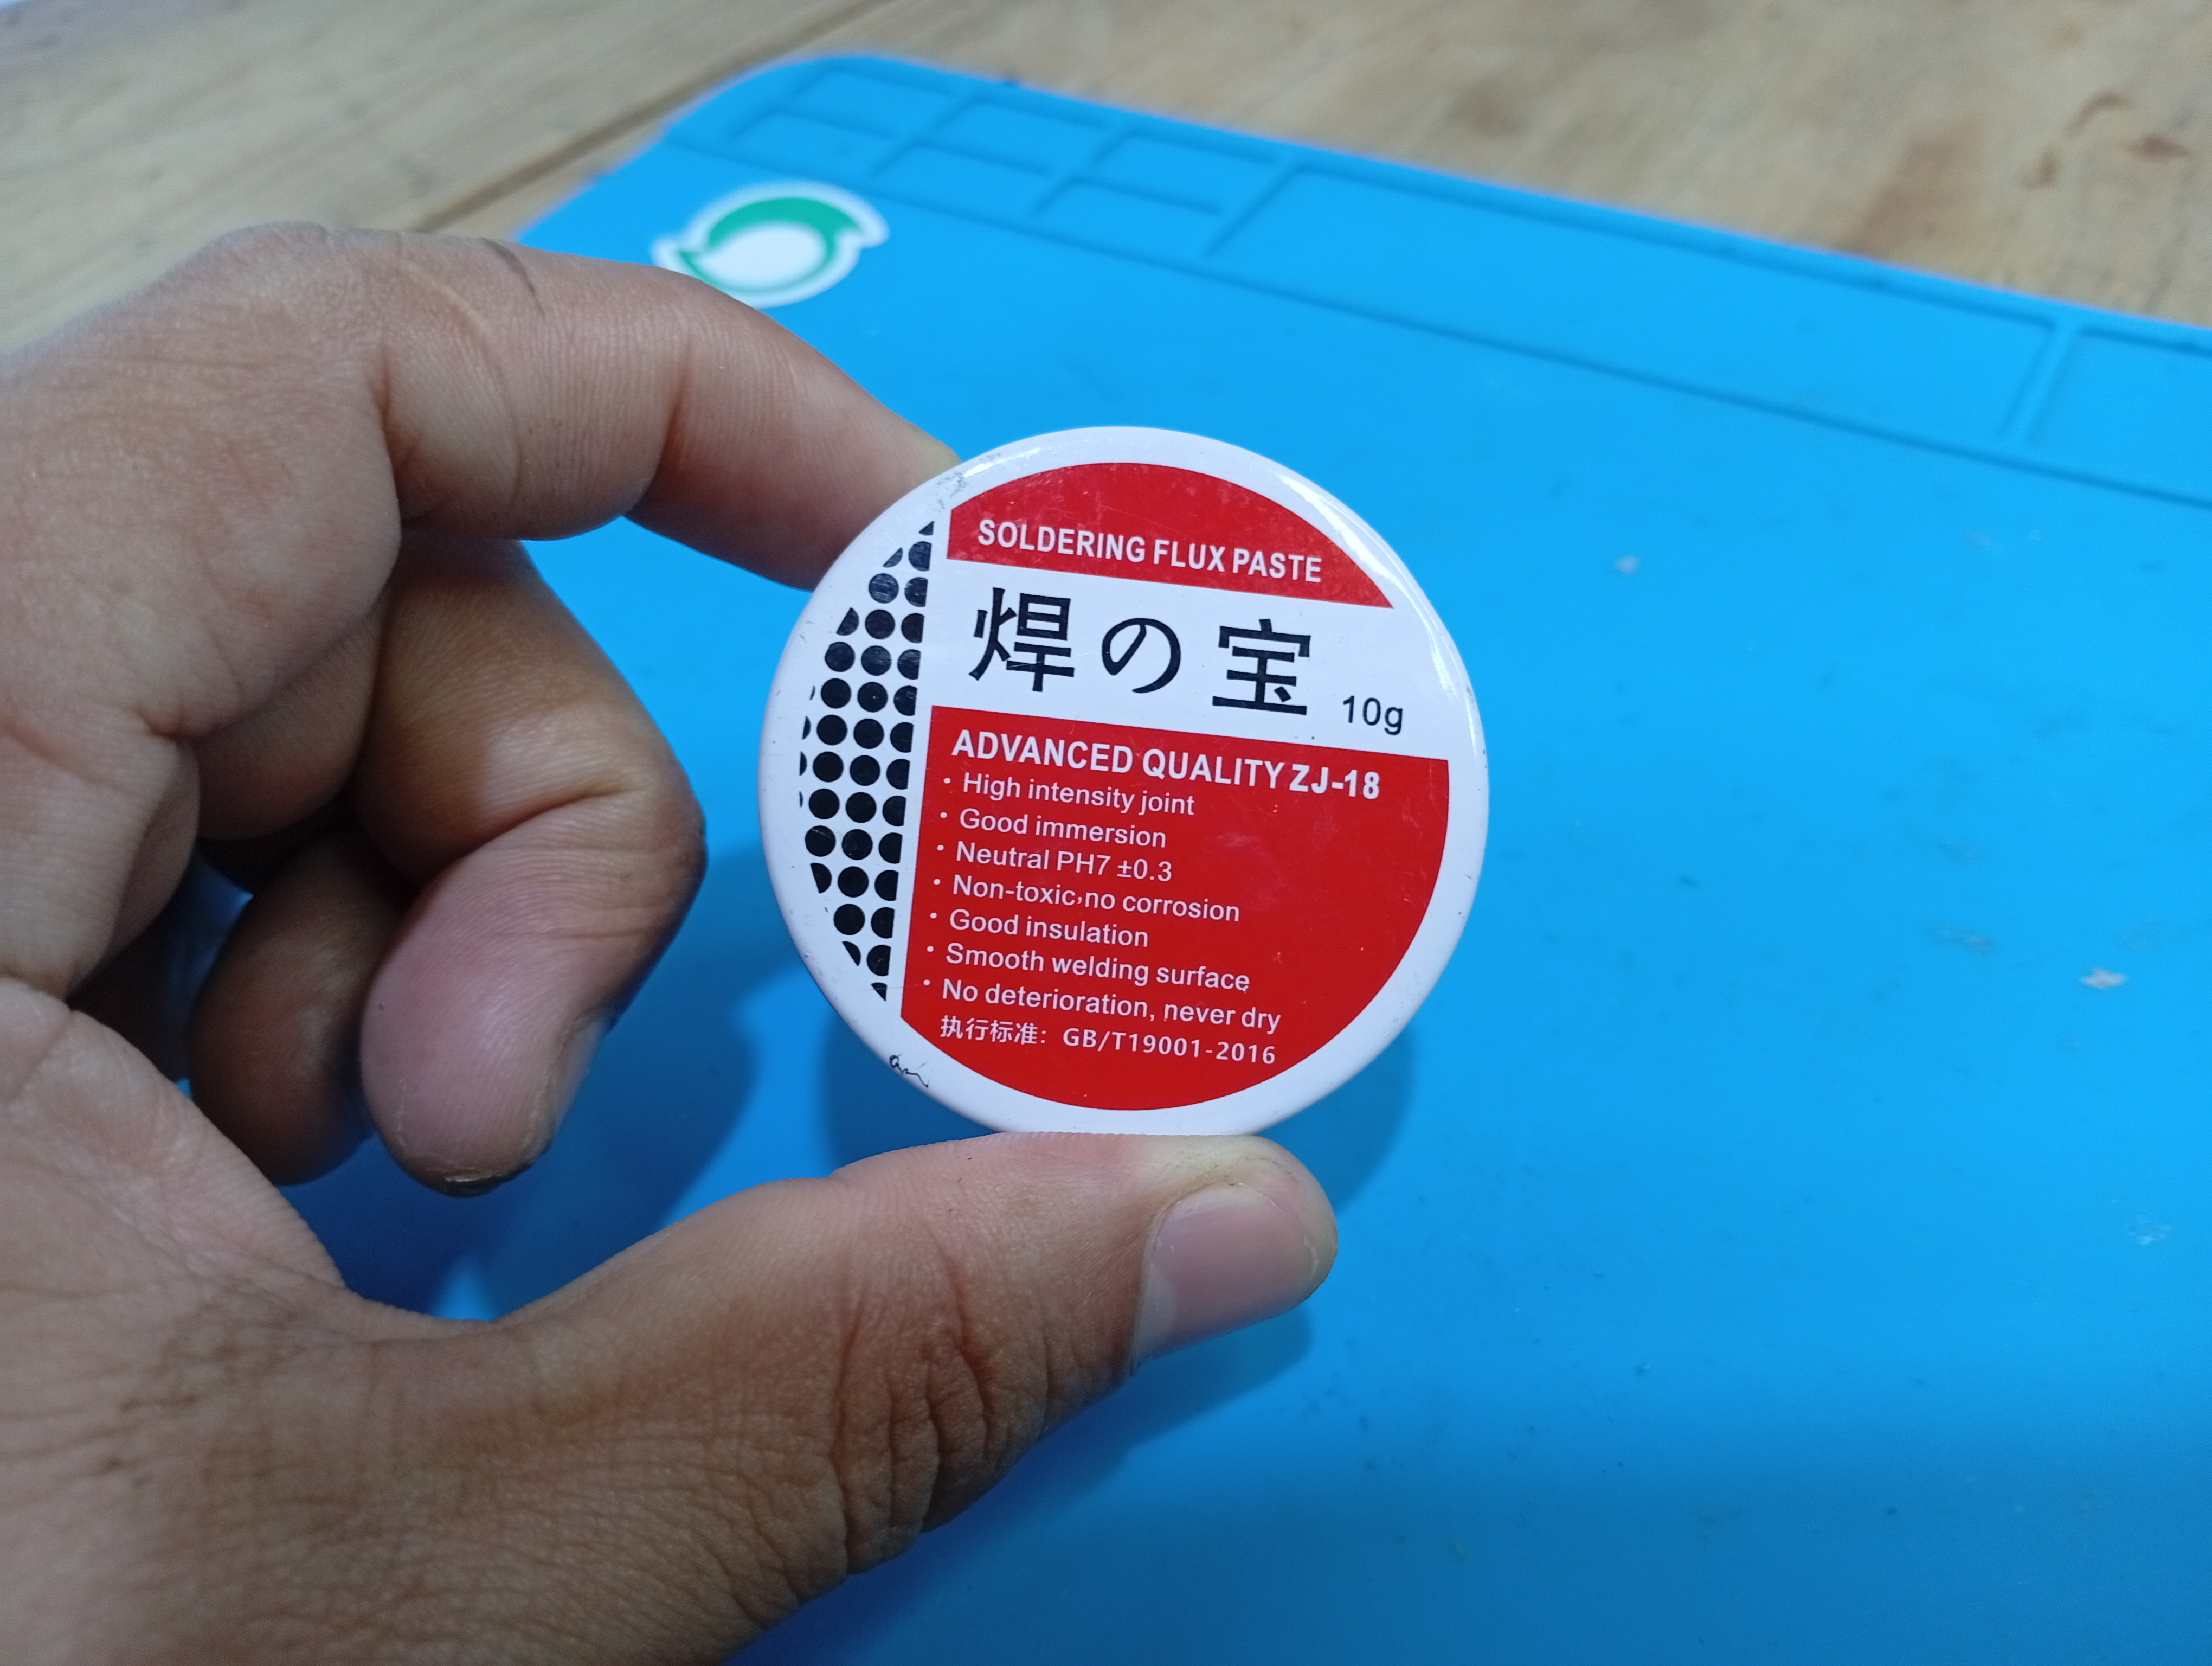 SOLDERING FLUX PASTE
焊の宝 10g
ADVANCED QUALITY ZJ-18
• High intensity joint
• Good immersion
• Neutral PH7 ±0.3
• Non-toxic,no corrosion
• Good insulation
• Smooth welding surface
• No deterioration, never dry
执行标准：GB/T19001-2016